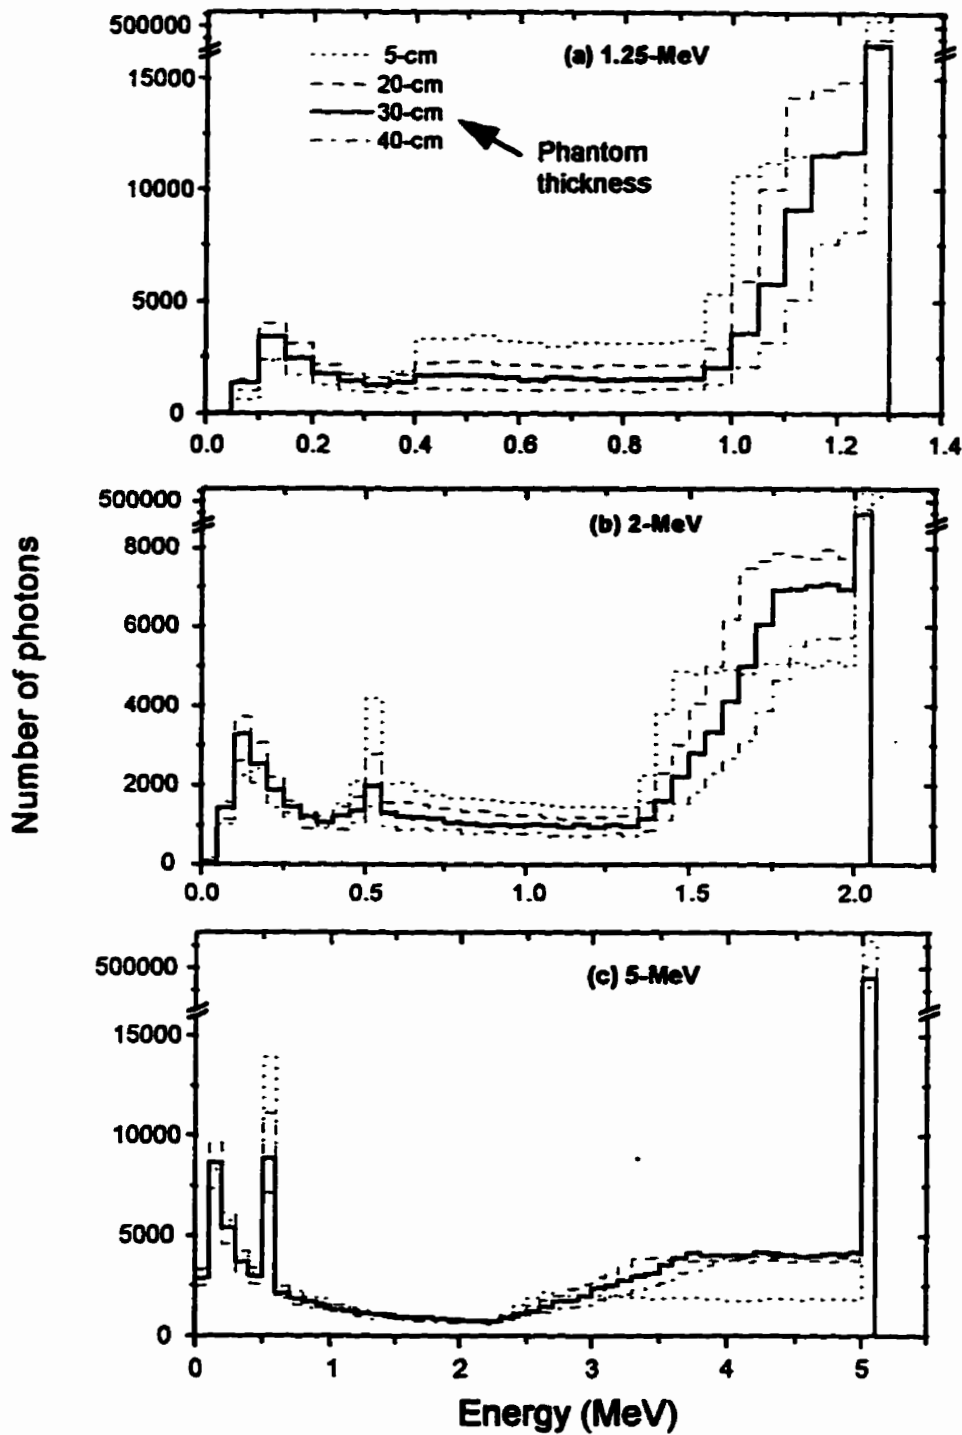 500000
15000
10000
5000
0
5-cm
20-cm
30-cm
40-cm
(a) 1.25-MeV
Phantom
thickness
0.0 0.2 0.4 0.6 0.8 1.0 1.2 1.4
Number of photons
500000
8000
6000
4000
2000
0
(b) 2-MeV
0.0 0.5 1.0 1.5 2.0
500000
15000
10000
5000
0
(c) 5-MeV
0 1 2 3 4 5
Energy (MeV)